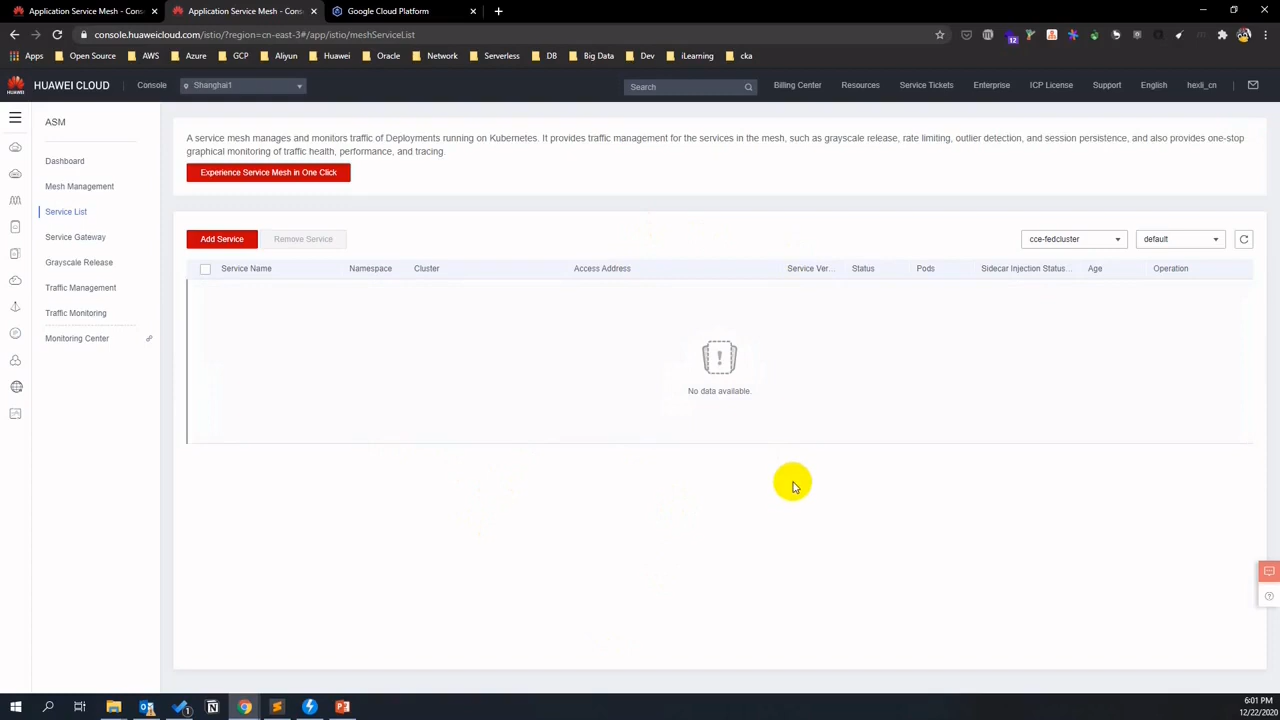 Application Service Mesh - Cons
Application Service Mesh - Cons
Google Cloud Platform
console.huaweicloud.com/istio/?region=cn-east-3#/app/istio/meshServiceList
12
Apps
Open Source
AWS
Azure
GCP
Aliyun
Huawei
Oracle
Network
Serverless
DB
Big Data
Dev
iLearning
cka
HUAWEI
HUAWEI CLOUD
Console
Shanghai1
Search
Billing Center
Resources
Service Tickets
Enterprise
ICP License
Support
English
hexli_cn
ASM
Dashboard
Mesh Management
Service List
Service Gateway
Grayscale Release
Traffic Management
Traffic Monitoring
Monitoring Center
A service mesh manages and monitors traffic of Deployments running on Kubernetes. It provides traffic management for the services in the mesh, such as grayscale release, rate limiting, outlier detection, and session persistence, and also provides one-stop
graphical monitoring of traffic health, performance, and tracing.
Experience Service Mesh in One Click
Add Service
Remove Service
cce-fedcluster
default
Service Name
Namespace
Cluster
Access Address
Service Ver...
Status
Pods
Sidecar Injection Status...
Age
Operation
No data available.
6:01 PM
12/22/2020